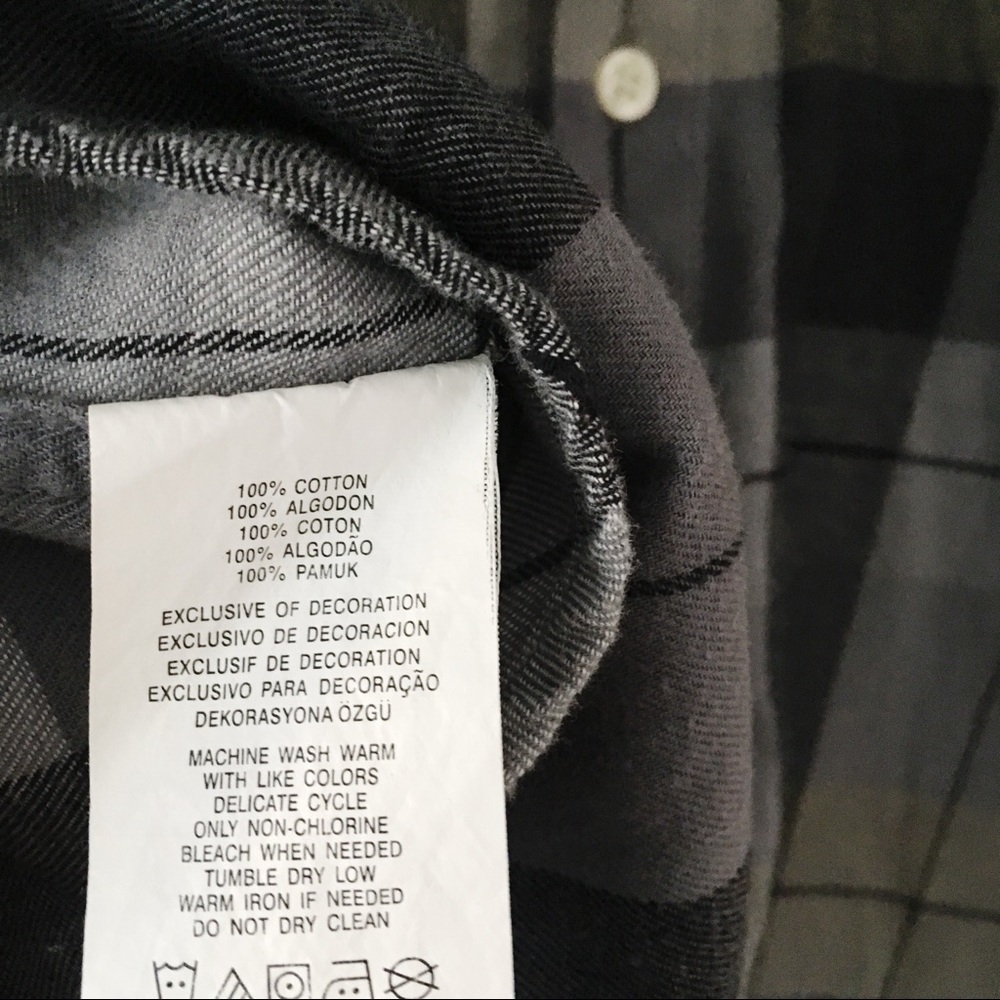 100% COTTON
100% ALGODON
100% COTON
100% ALGODÃO
100% PAMUK
EXCLUSIVE OF DECORATION
EXCLUSIVO DE DECORACION
EXCLUSIF DE DECORATION
EXCLUSIVO PARA DECORAÇÃO
DEKORASYONA ÖZGÜ
MACHINE WASH WARM
WITH LIKE COLORS
DELICATE CYCLE
ONLY NON-CHLORINE
BLEACH WHEN NEEDED
TUMBLE DRY LOW
WARM IRON IF NEEDED
DO NOT DRY CLEAN